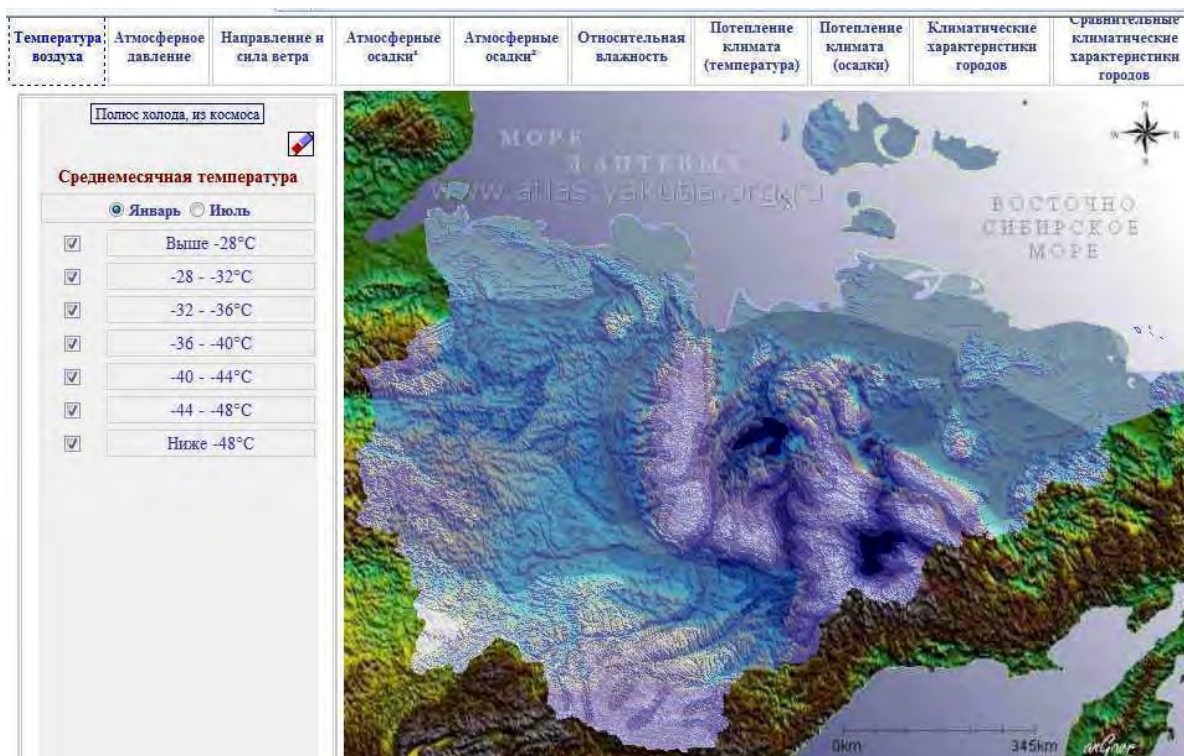 Температура
воздуха
Атмосферное
давление
Направление и
сила ветра
Атмосферные
осадки¹
Атмосферные
осадки²
Относительная
влажность
Потепление
климата
(температура)
Потепление
климата
(осадки)
Климатические
характеристики
городов
Сравнительные
климатические
характеристики
городов
Полюс холода, из космоса
Среднемесячная температура
Январь Июль
Выше -28°C
-28 - -32°C
-32 - -36°C
-36 - -40°C
-40 - -44°C
-44 - -48°C
Ниже -48°C
МОРЕ
ЛАПТЕВЫХ
www.atlas-yakutia.org.ru
N
W E
S
ВОСТОЧНО
СИБИРСКОЕ
МОРЕ
0km 345km